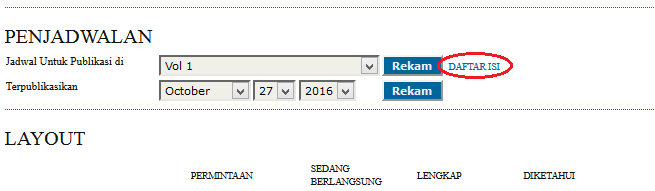 PENJADWALAN
Jadwal Untuk Publikasi di Vol 1 Rekam DAFTAR ISI
Terpublikasikan October 27 2016 Rekam
LAYOUT
PERMINTAAN SEDANG BERLANGSUNG LENGKAP DIKETAHUI